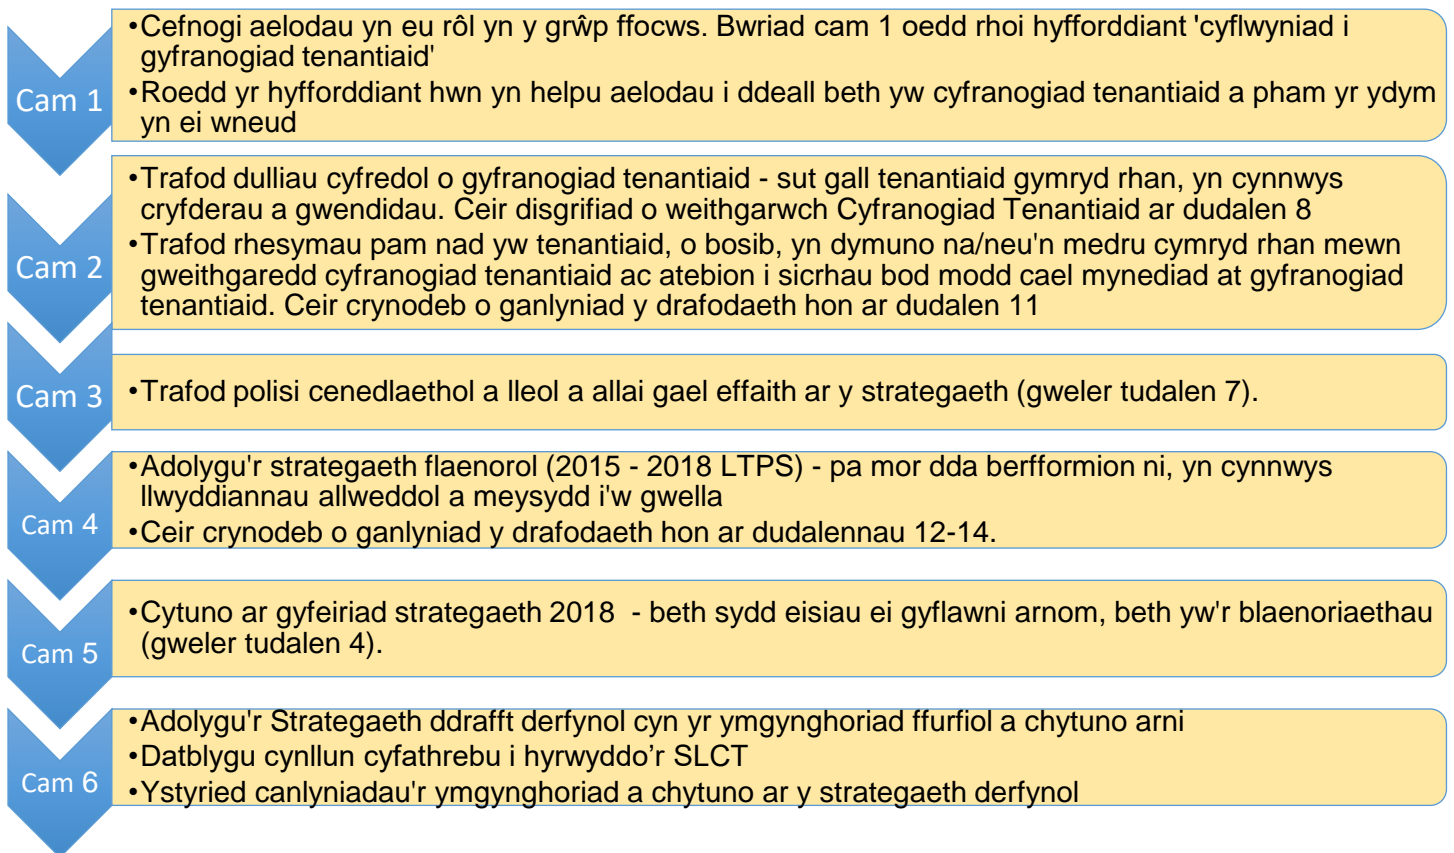 Cam 1
•Cefnogi aelodau yn eu rôl yn y grŵp ffocws. Bwriad cam 1 oedd rhoi hyfforddiant 'cyflwyniad i
gyfranogiad tenantiaid'
•Roedd yr hyfforddiant hwn yn helpu aelodau i ddeall beth yw cyfranogiad tenantiaid a pham yr ydym
yn ei wneud
Cam 2
•Trafod dulliau cyfredol o gyfranogiad tenantiaid - sut gall tenantiaid gymryd rhan, yn cynnwys
cryfderau a gwendidau. Ceir disgrifiad o weithgarwch Cyfranogiad Tenantiaid ar dudalen 8
•Trafod rhesymau pam nad yw tenantiaid, o bosib, yn dymuno na/neu'n medru cymryd rhan mewn
gweithgaredd cyfranogiad tenantiaid ac atebion i sicrhau bod modd cael mynediad at gyfranogiad
tenantiaid. Ceir crynodeb o ganlyniad y drafodaeth hon ar dudalen 11
Cam 3
•Trafod polisi cenedlaethol a lleol a allai gael effaith ar y strategaeth (gweler tudalen 7).
Cam 4
•Adolygu'r strategaeth flaenorol (2015 - 2018 LTPS) - pa mor dda berfformion ni, yn cynnwys
llwyddiannau allweddol a meysydd i'w gwella
•Ceir crynodeb o ganlyniad y drafodaeth hon ar dudalennau 12-14.
Cam 5
•Cytuno ar gyfeiriad strategaeth 2018 - beth sydd eisiau ei gyflawni arnom, beth yw'r blaenoriaethau
(gweler tudalen 4).
Cam 6
•Adolygu'r Strategaeth ddrafft derfynol cyn yr ymgynghoriad ffurfiol a chytuno arni
•Datblygu cynllun cyfathrebu i hyrwyddo’r SLCT
•Ystyried canlyniadau'r ymgynghoriad a chytuno ar y strategaeth derfynol